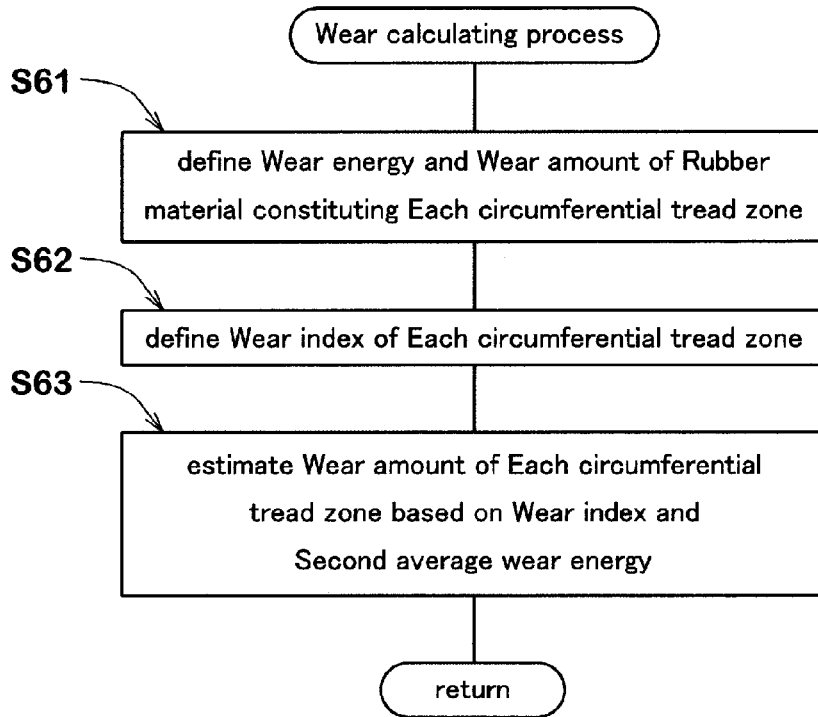 Wear calculating process
S61
define Wear energy and Wear amount of Rubber
material constituting Each circumferential tread zone
S62
define Wear index of Each circumferential tread zone
S63
estimate Wear amount of Each circumferential
tread zone based on Wear index and
Second average wear energy
return